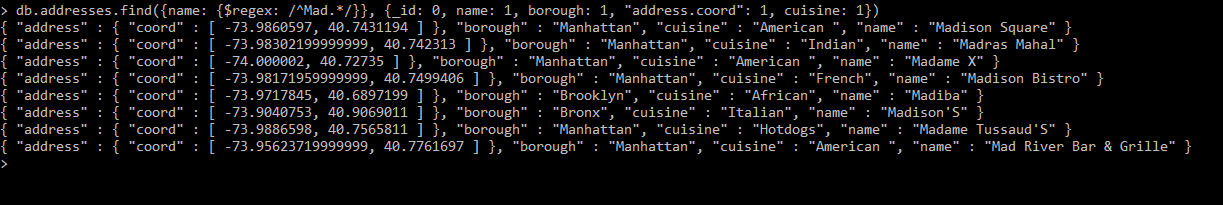 > db.addresses.find({name: {$regex: /^Mad.*/}}, {_id: 0, name: 1, borough: 1, "address.coord": 1, cuisine: 1})
{ "address" : { "coord" : [ -73.9860597, 40.7431194 ] }, "borough" : "Manhattan", "cuisine" : "American ", "name" : "Madison Square" }
{ "address" : { "coord" : [ -73.98302199999999, 40.742313 ] }, "borough" : "Manhattan", "cuisine" : "Indian", "name" : "Madras Mahal" }
{ "address" : { "coord" : [ -74.000002, 40.72735 ] }, "borough" : "Manhattan", "cuisine" : "American ", "name" : "Madame X" }
{ "address" : { "coord" : [ -73.98171959999999, 40.7499406 ] }, "borough" : "Manhattan", "cuisine" : "French", "name" : "Madison Bistro" }
{ "address" : { "coord" : [ -73.9717845, 40.6897199 ] }, "borough" : "Brooklyn", "cuisine" : "African", "name" : "Madiba" }
{ "address" : { "coord" : [ -73.9040753, 40.9069011 ] }, "borough" : "Bronx", "cuisine" : "Italian", "name" : "Madison'S" }
{ "address" : { "coord" : [ -73.9886598, 40.7565811 ] }, "borough" : "Manhattan", "cuisine" : "Hotdogs", "name" : "Madame Tussaud'S" }
{ "address" : { "coord" : [ -73.95623719999999, 40.7761697 ] }, "borough" : "Manhattan", "cuisine" : "American ", "name" : "Mad River Bar & Grille" }
>